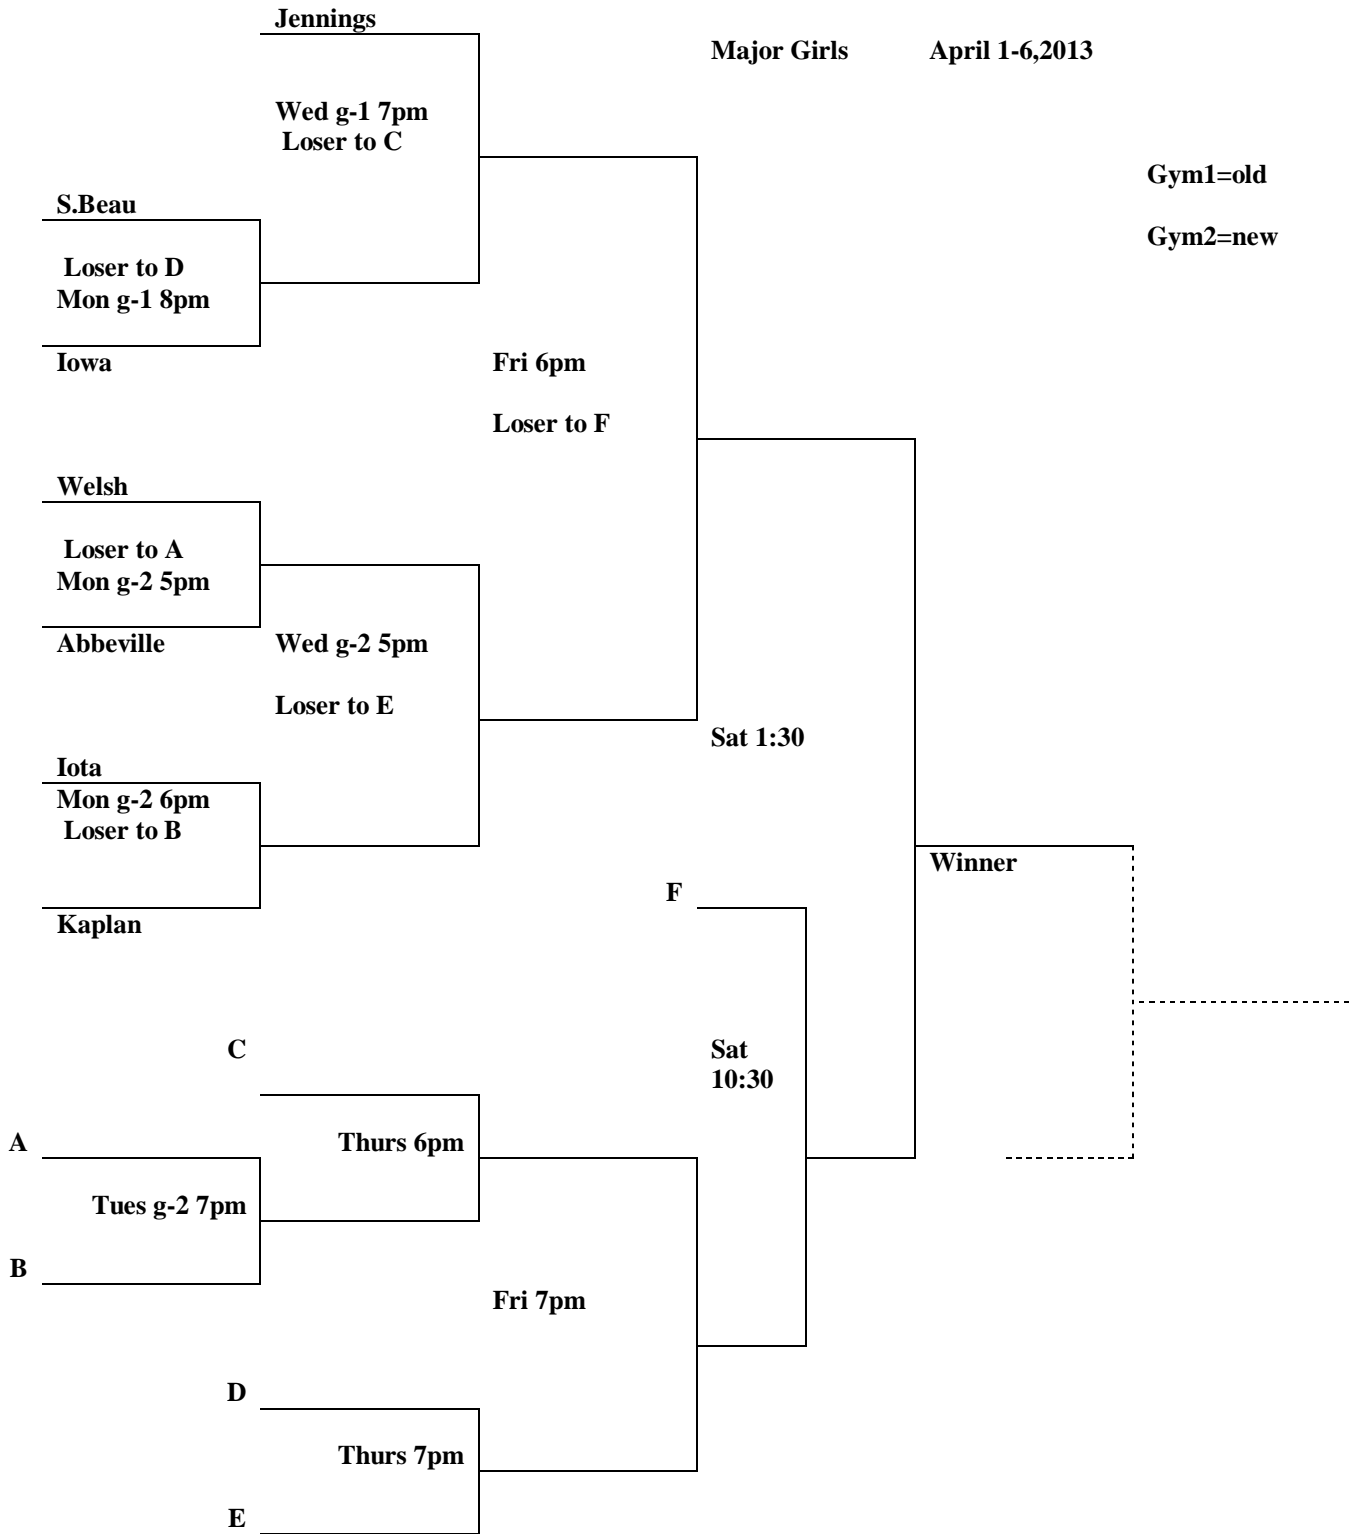 Jennings
Major Girls April 1-6,2013
Wed g-1 7pm
Loser to C
Gym1=old
S.Beau
Gym2=new
Loser to D
Mon g-1 8pm
Iowa
Fri 6pm
Loser to F
Welsh
Loser to A
Mon g-2 5pm
Abbeville
Wed g-2 5pm
Loser to E
Sat 1:30
Iota
Mon g-2 6pm
Loser to B
Winner
F
Kaplan
C
Sat
10:30
A
Thurs 6pm
Tues g-2 7pm
B
Fri 7pm
D
Thurs 7pm
E